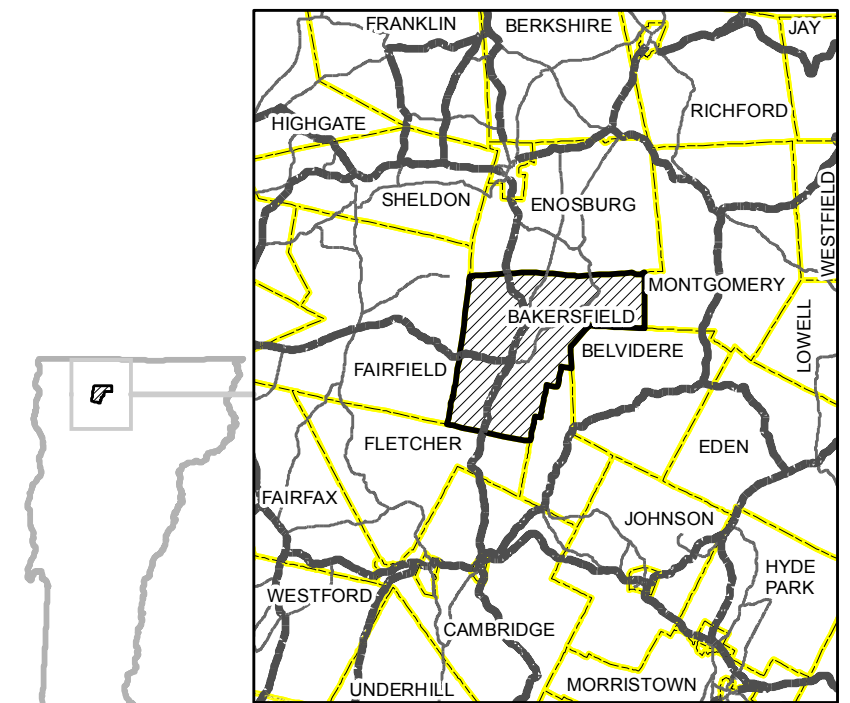 FRANKLIN
BERKSHIRE
JAY
RICHFORD
HIGHGATE
WESTFIELD
SHELDON
ENOSBURG
MONTGOMERY
BAKERSFIELD
LOWELL
BELVIDERE
FAIRFIELD
FLETCHER
EDEN
FAIRFAX
JOHNSON
HYDE
PARK
WESTFORD
CAMBRIDGE
UNDERHILL
MORRISTOWN